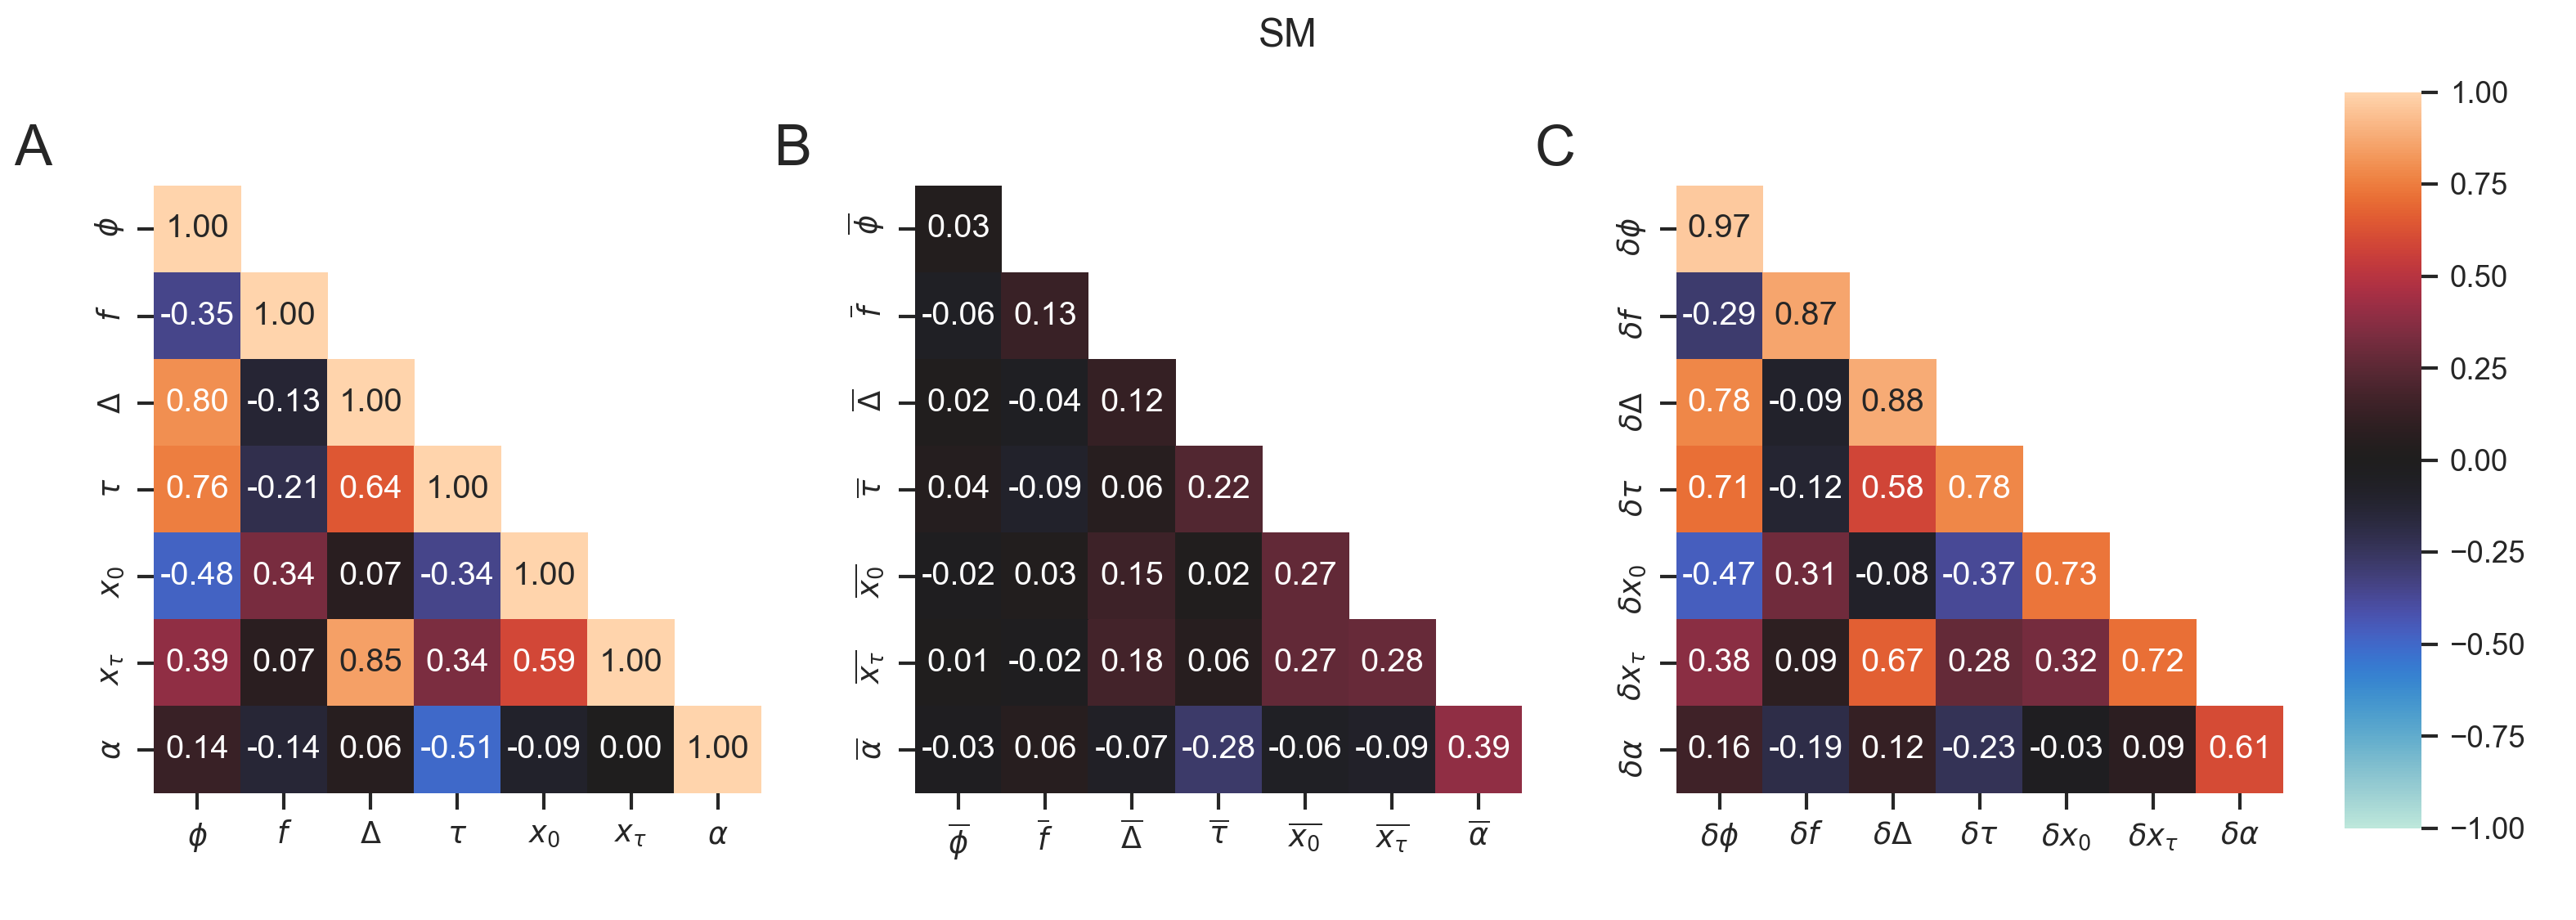 SM
A
B
C
ϕ 1.00
f -0.35 1.00
Δ 0.80 -0.13 1.00
τ 0.76 -0.21 0.64 1.00
x₀ -0.48 0.34 0.07 -0.34 1.00
x_τ 0.39 0.07 0.85 0.34 0.59 1.00
α 0.14 -0.14 0.06 -0.51 -0.09 0.00 1.00
ϕ f Δ τ x₀ x_τ α
ϕ̅ 0.03
f̅ -0.06 0.13
Δ̅ 0.02 -0.04 0.12
τ̅ 0.04 -0.09 0.06 0.22
x₀̅ -0.02 0.03 0.15 0.02 0.27
x_τ̅ 0.01 -0.02 0.18 0.06 0.27 0.28
α̅ -0.03 0.06 -0.07 -0.28 -0.06 -0.09 0.39
ϕ̅ f̅ Δ̅ τ̅ x₀̅ x_τ̅ α̅
δϕ 0.97
δf -0.29 0.87
δΔ 0.78 -0.09 0.88
δτ 0.71 -0.12 0.58 0.78
δx₀ -0.47 0.31 -0.08 -0.37 0.73
δx_τ 0.38 0.09 0.67 0.28 0.32 0.72
δα 0.16 -0.19 0.12 -0.23 -0.03 0.09 0.61
δϕ δf δΔ δτ δx₀ δx_τ δα
1.00
0.75
0.50
0.25
0.00
−0.25
−0.50
−0.75
−1.00